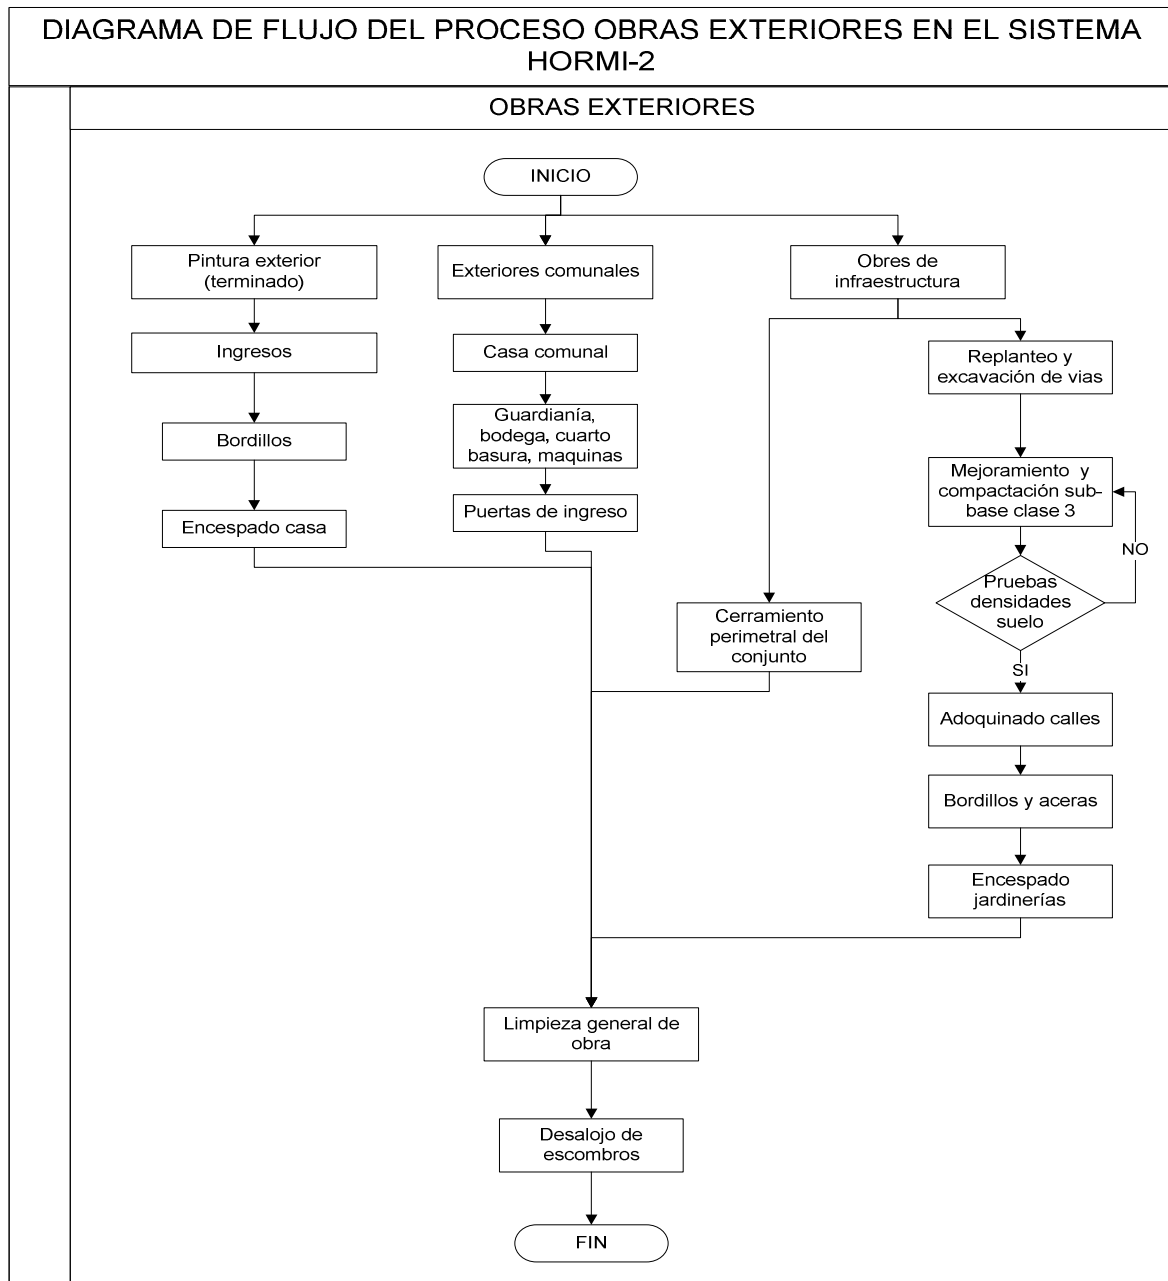 DIAGRAMA DE FLUJO DEL PROCESO OBRAS EXTERIORES EN EL SISTEMA
HORMI-2
OBRAS EXTERIORES
INICIO
Pintura exterior
(terminado)
Ingresos
Bordillos
Encespado casa
Exteriores comunales
Casa comunal
Guardianía,
bodega, cuarto
basura, maquinas
Puertas de ingreso
Obres de
infraestructura
Cerramiento
perimetral del
conjunto
Replanteo y
excavación de vias
Mejoramiento y
compactación sub-
base clase 3
NO
Pruebas
densidades
suelo
SI
Adoquinado calles
Bordillos y aceras
Encespado
jardinerías
Limpieza general de
obra
Desalojo de
escombros
FIN